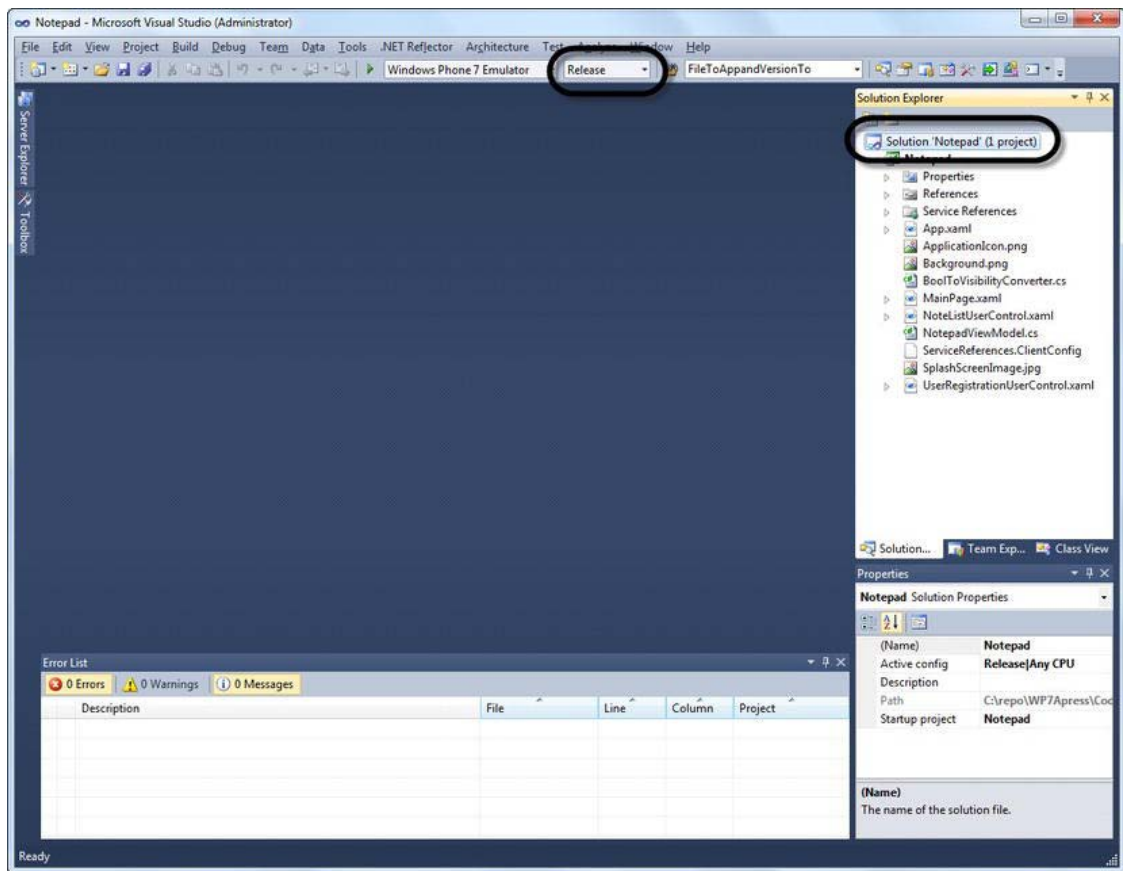 Notepad - Microsoft Visual Studio (Administrator)
File Edit View Project Build Debug Team Data Tools .NET Reflector Architecture Test Window Help
Windows Phone 7 Emulator Release FileToAppandVersionTo
Server Explorer
Toolbox
Solution Explorer
Solution 'Notepad' (1 project)
Notepad
Properties
References
Service References
App.xaml
ApplicationIcon.png
Background.png
BoolToVisibilityConverter.cs
MainPage.xaml
NoteListUserControl.xaml
NotepadViewModel.cs
ServiceReferences.ClientConfig
SplashScreenImage.jpg
UserRegistrationUserControl.xaml
Solution... Team Exp... Class View
Properties
Notepad Solution Properties
(Name) Notepad
Active config Release|Any CPU
Description
Path C:\repo\WP7Apress\Coc
Startup project Notepad
(Name)
The name of the solution file.
Error List
0 Errors 0 Warnings 0 Messages
Description File Line Column Project
Ready